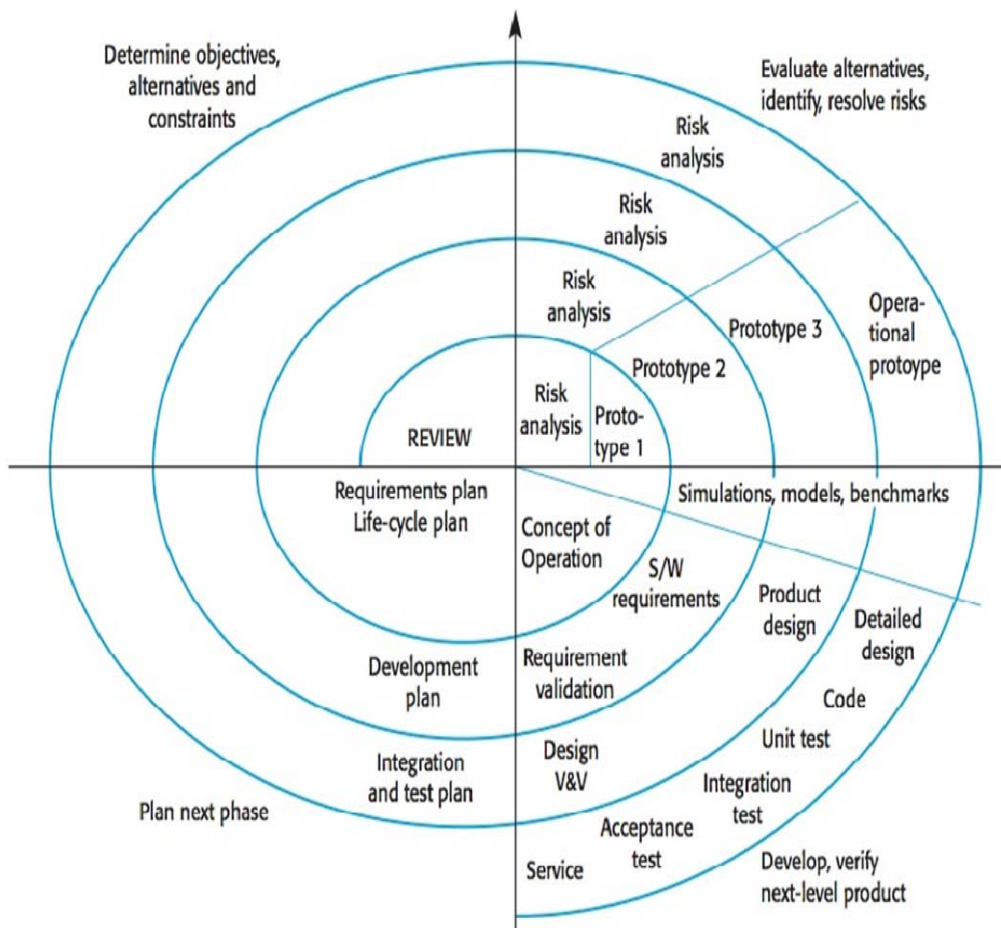 Determine objectives,
alternatives and
constraints
Evaluate alternatives,
identify, resolve risks
Risk
analysis
Risk
analysis
Risk
analysis
Risk
analysis
Proto-
type 1
Prototype 2
Prototype 3
Opera-
tional
protoype
REVIEW
Requirements plan
Life-cycle plan
Simulations, models, benchmarks
Concept of
Operation
S/W
requirements
Product
design
Detailed
design
Development
plan
Requirement
validation
Code
Unit test
Integration
and test plan
Design
V&V
Integration
test
Acceptance
test
Service
Plan next phase
Develop, verify
next-level product